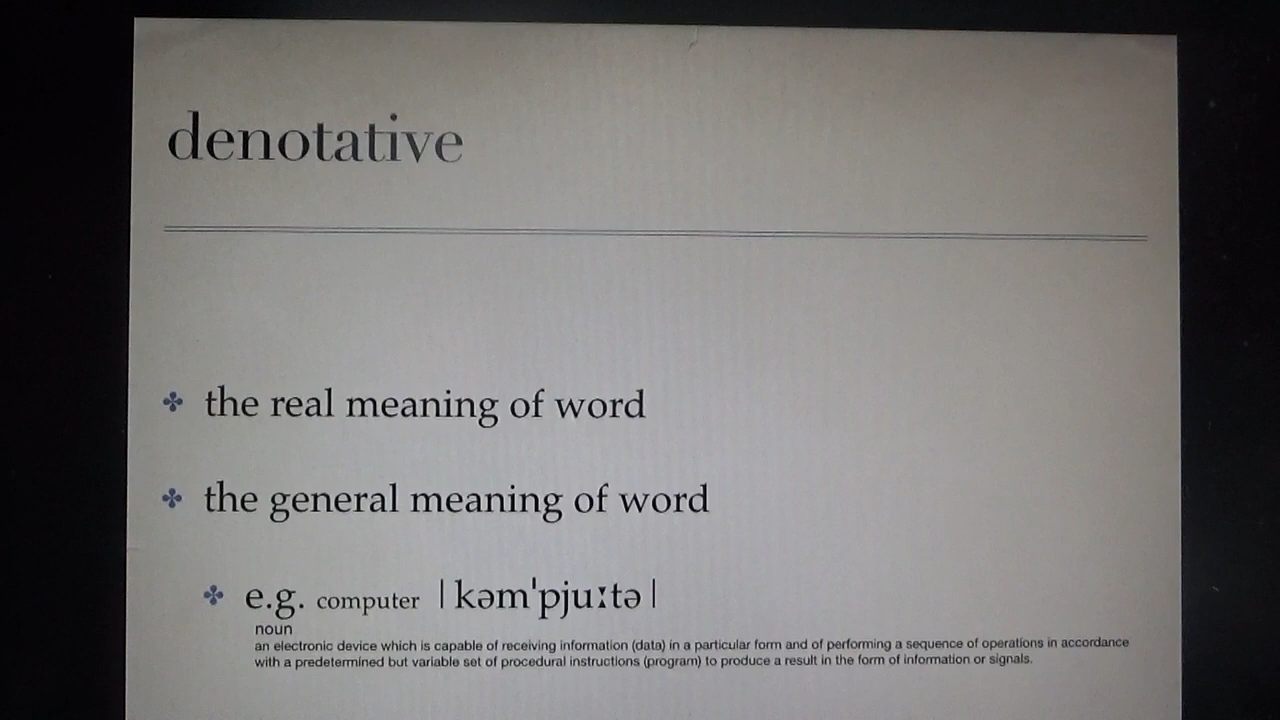 denotative
the real meaning of word
the general meaning of word
e.g. computer |kəmˈpjuːtə|
noun
an electronic device which is capable of receiving information (data) in a particular form and of performing a sequence of operations in accordance
with a predetermined but variable set of procedural instructions (program) to produce a result in the form of information or signals.